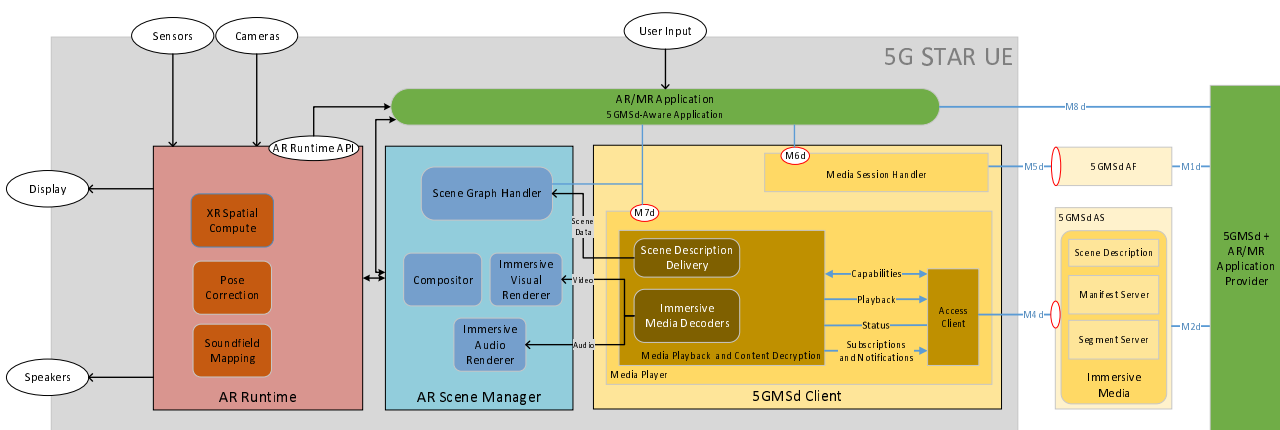 Sensors
Cameras
User Input
5G STAR UE
AR/MR Application
5GMSd-Aware Application
M8d
AR Runtime API
M6d
Media Session Handler
M5d
5GMSd AF
M1d
Display
Scene Graph Handler
M7d
Scene
Data
5GMSd AS
XR Spatial
Compute
Scene Description
Delivery
Scene Description
5GMSd +
AR/MR
Application
Provider
Pose
Correction
Compositor
Immersive
Visual
Renderer
Video
Capabilities
Manifest Server
Immersive
Media Decoders
Playback
Access
Client
M4d
Status
M2d
Soundfield
Mapping
Immersive
Audio
Renderer
Audio
Subscriptions
and Notifications
Segment Server
Media Playback and Content Decryption
Media Player
Speakers
Immersive
Media
AR Runtime
AR Scene Manager
5GMSd Client